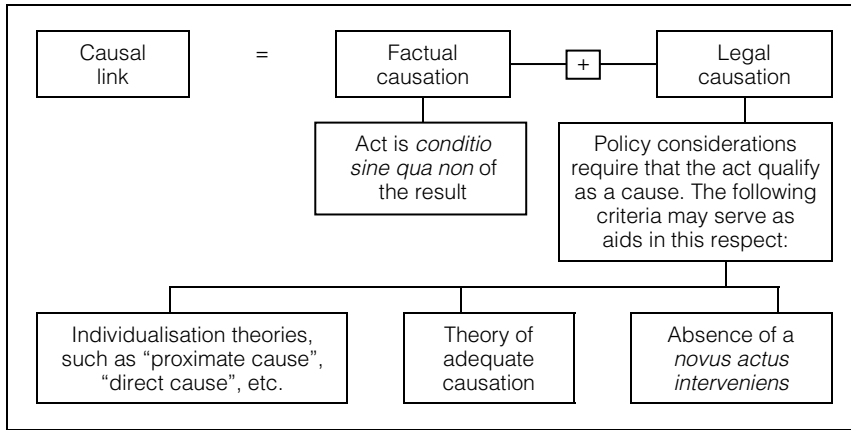 Causal
link
=
Factual
causation
+
Legal
causation
Act is conditio
sine qua non of
the result
Policy considerations
require that the act qualify
as a cause. The following
criteria may serve as
aids in this respect:
Individualisation theories,
such as “proximate cause”,
“direct cause”, etc.
Theory of
adequate
causation
Absence of a
novus actus
interveniens